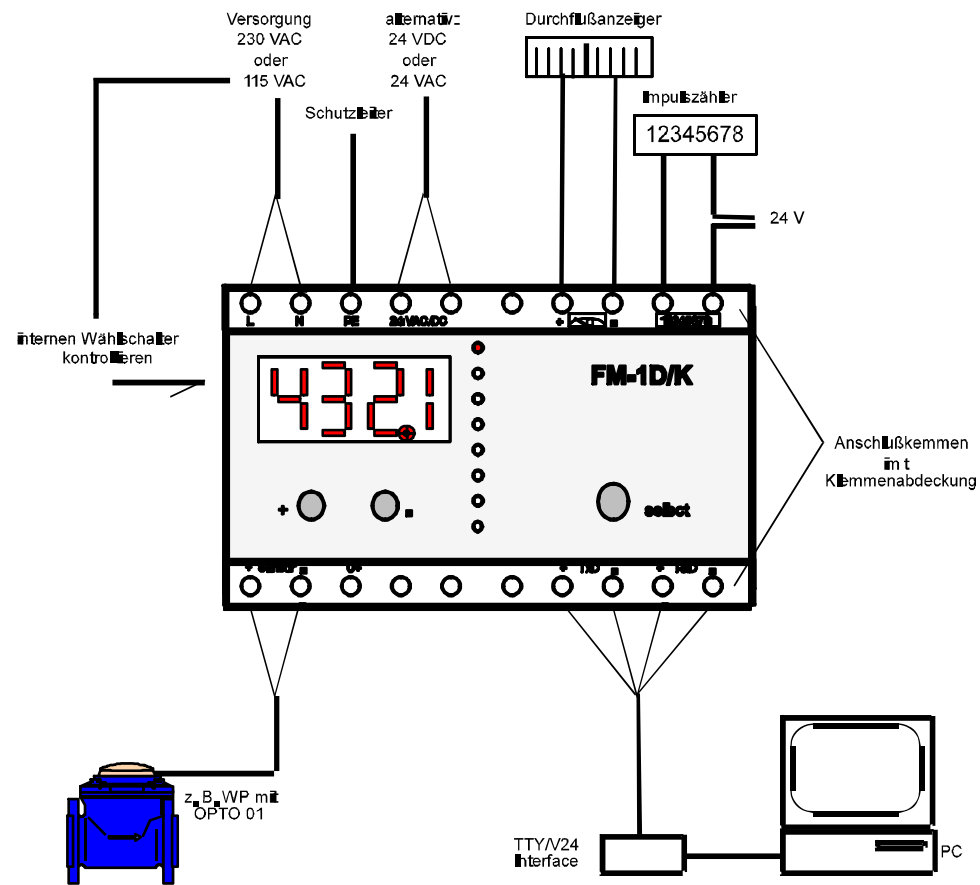 Versorgung
230 VAC
oder
115 VAC
alternativ:
24 VDC
oder
24 VAC
Durchflußanzeiger
Schutzleiter
Impulszähler
12345678
24 V
L
N
PE
24VAC/DC
+
-
12345678
internen Wählschalter
kontrollieren
4321
FM-1D/K
Anschlußkemmen
mit
Klemmenabdeckung
+
-
select
+
-
U+
+ TXD -
+ RXD -
z.B. WP mit
OPTO 01
TTY/V24
Interface
PC